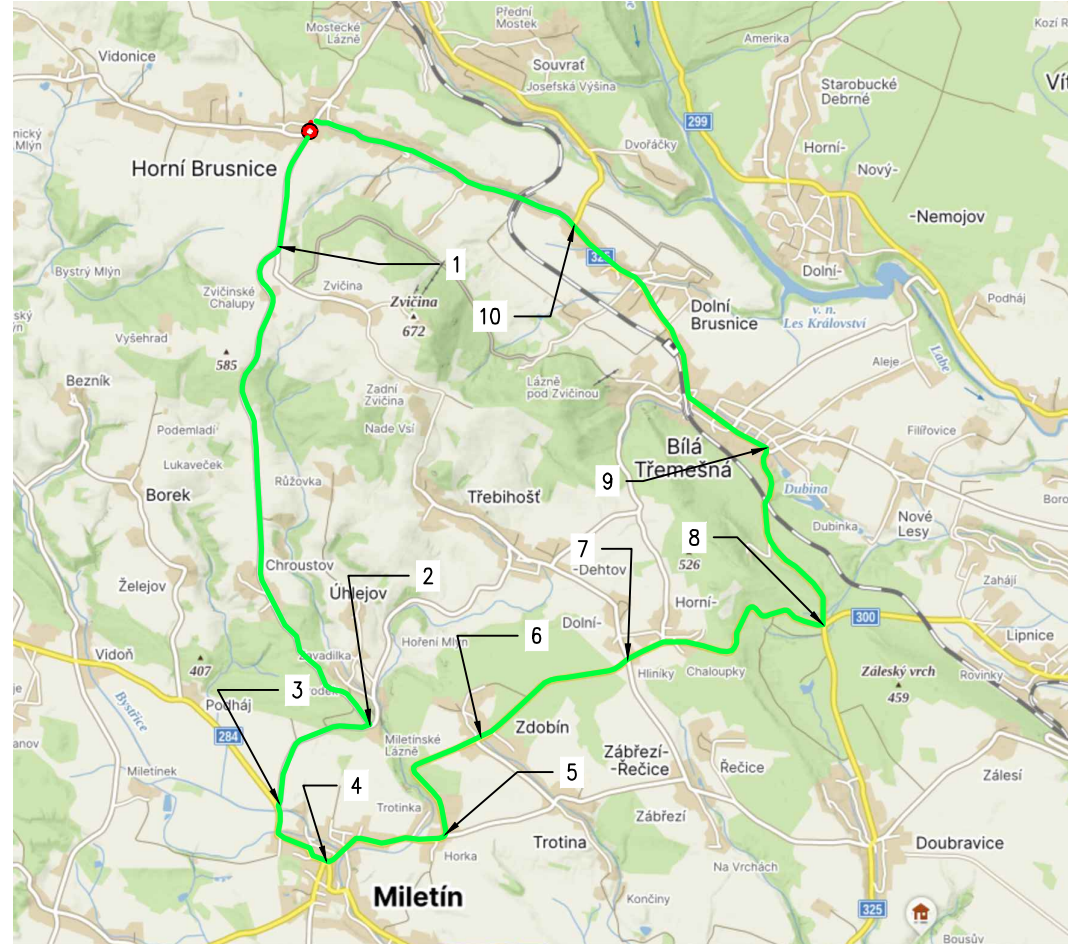 Přední
Mostek
Mostecké
Lázně
Kozí R
Amerika
Vidonice
Souvrať
Josefská Výšina
Starobucké
Debrné
Vít
299
nický
Mlýn
Dvořáčky
Horní-
Nový-
Horní Brusnice
-Nemojov
325
1
Bystrý Mlýn
Zvičinské
Chalupy
Zvičina
Zvičina
672
Dolní-
v. n.
Les Království
Podháj
10
Dolní
Brusnice
Labe
Vyšehrad
585
Aleje
Bezník
Zadní
Zvičina
Lázně
pod Zvičinou
Nade Vsí
Podemladí
Filířovice
Lukaveček
Bílá
Třemešná
Růžovka
9
Borek
Třebihošť
Dubina
Boro
Dubinka
Nové
Lesy
8
7
-Dehtov
526
Chroustov
2
Želejov
Úhlejov
Zahájí
Horní-
300
Hoření Mlýn
6
Dolní-
Lipnice
Vidoň
Zavadilka
407
Hliníky
Chaloupky
Záleský vrch
459
Rovinky
3
Podháj
Bystřice
284
Zdobín
anov
Miletínské
Lázně
Zábřezí-
-Řečice
Řečice
Miletínek
4
5
Zálesí
Trotinka
Zábřezí
Horka
Trotina
Doubravice
Na Vrchách
Miletín
Končiny
325
Bousův